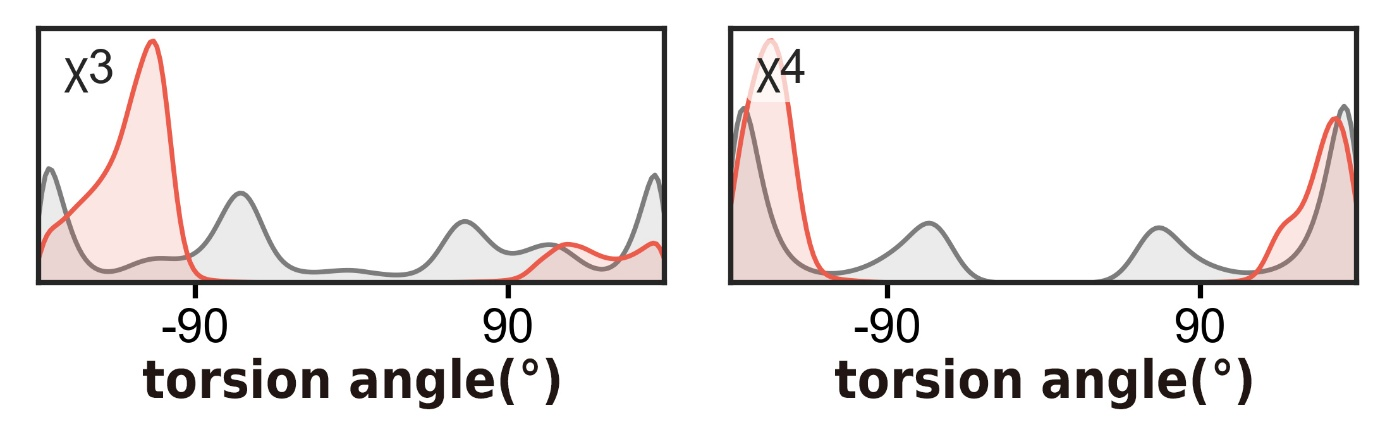 χ3
χ4
-90 90
-90 90
torsion angle(°)
torsion angle(°)